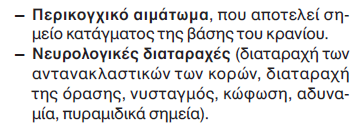 – Περικογχικό αιμάτωμα, που αποτελεί ση-
μείο κατάγματος της βάσης του κρανίου.
– Νευρολογικές διαταραχές (διαταραχή των
αντανακλαστικών των κορών, διαταραχή
της όρασης, νυσταγμός, κώφωση, αδυνα-
μία, πυραμιδικά σημεία).